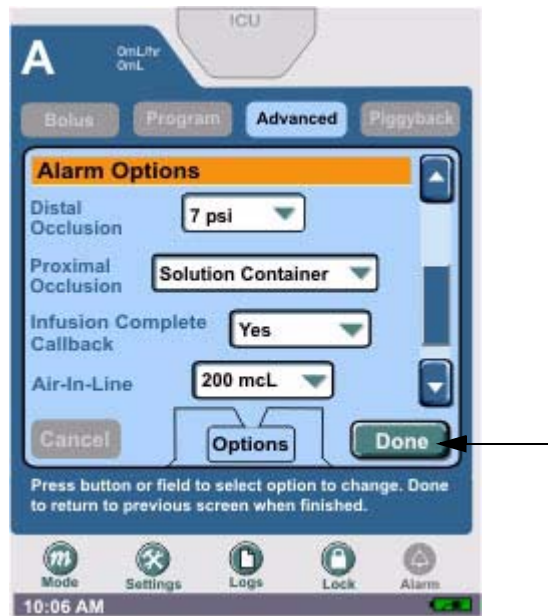 ICU
A
0mL/hr
0mL
Bolus Program Advanced Piggyback
Alarm Options
Distal
Occlusion
7 psi
Proximal
Occlusion
Solution Container
Infusion Complete
Callback
Yes
Air-In-Line
200 mcL
Cancel Options Done
Press button or field to select option to change. Done
to return to previous screen when finished.
m
Mode Settings Logs Lock Alarm
10:06 AM